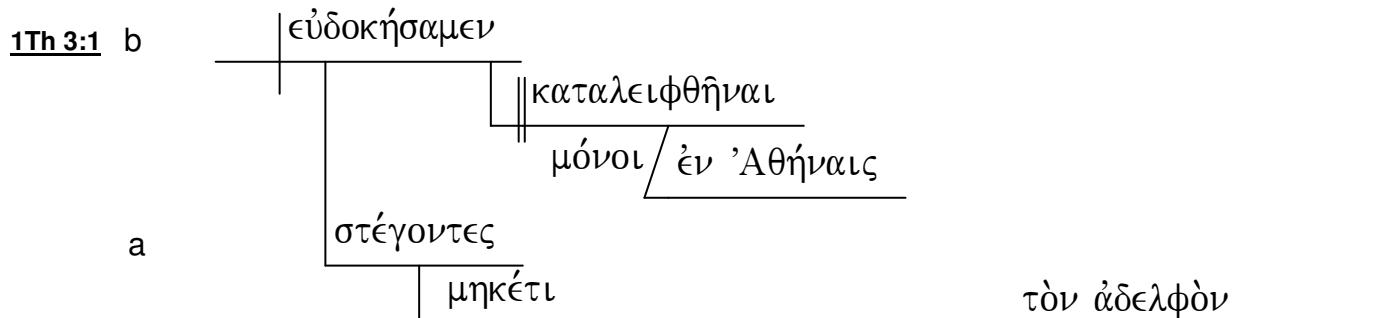 1Th 3:1 b εὐδοκήσαμεν
καταλειφθῆναι
μόνοι ἐν Ἀθήναις
a στέγοντες
μηκέτι τὸν ἀδελφὸν